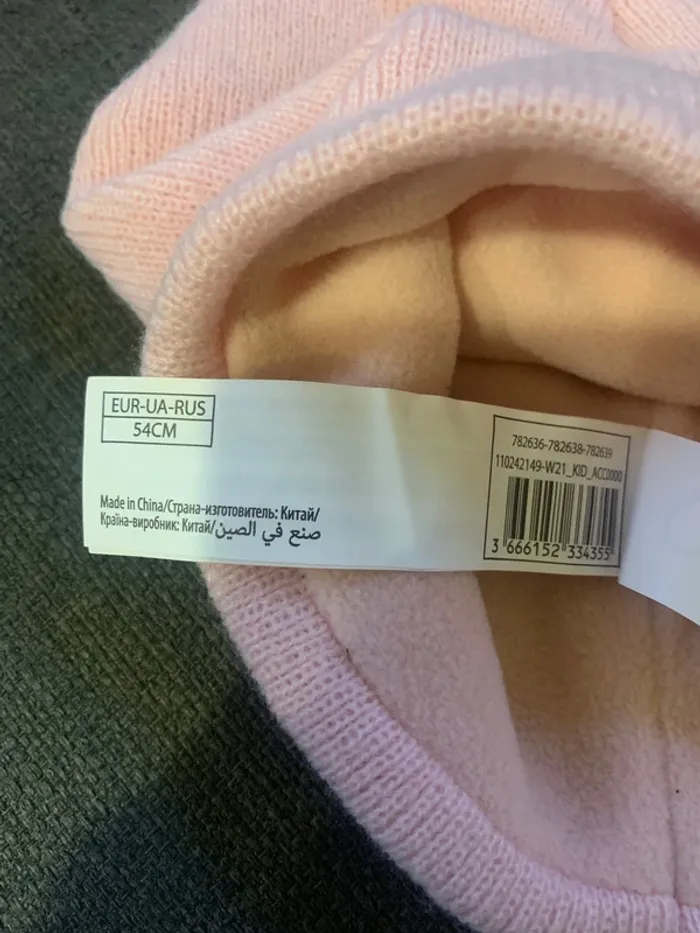 EUR-UA-RUS
54CM
Made in China/Страна-изготовитель: Китай/
Країна-виробник: Китай/صنع في الصين
782636-782638-782639
110242149-W21_KID_ACC0000
3 666152 334355